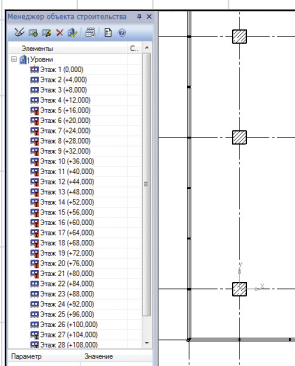 Менеджер объекта строительства
Элементы С..
Уровни
Этаж 1 (0,000)
Этаж 2 (+4,000)
Этаж 3 (+8,000)
Этаж 4 (+12,000)
Этаж 5 (+16,000)
Этаж 6 (+20,000)
Этаж 7 (+24,000)
Этаж 8 (+28,000)
Этаж 9 (+32,000)
Этаж 10 (+36,000)
Этаж 11 (+40,000)
Этаж 12 (+44,000)
Этаж 13 (+48,000)
Этаж 14 (+52,000)
Этаж 15 (+56,000)
Этаж 16 (+60,000)
Этаж 17 (+64,000)
Этаж 18 (+68,000)
Этаж 19 (+72,000)
Этаж 20 (+76,000)
Этаж 21 (+80,000)
Этаж 22 (+84,000)
Этаж 23 (+88,000)
Этаж 24 (+92,000)
Этаж 25 (+96,000)
Этаж 26 (+100,000)
Этаж 27 (+104,000)
Этаж 28 (+108,000)
Параметр Значение
Y
X